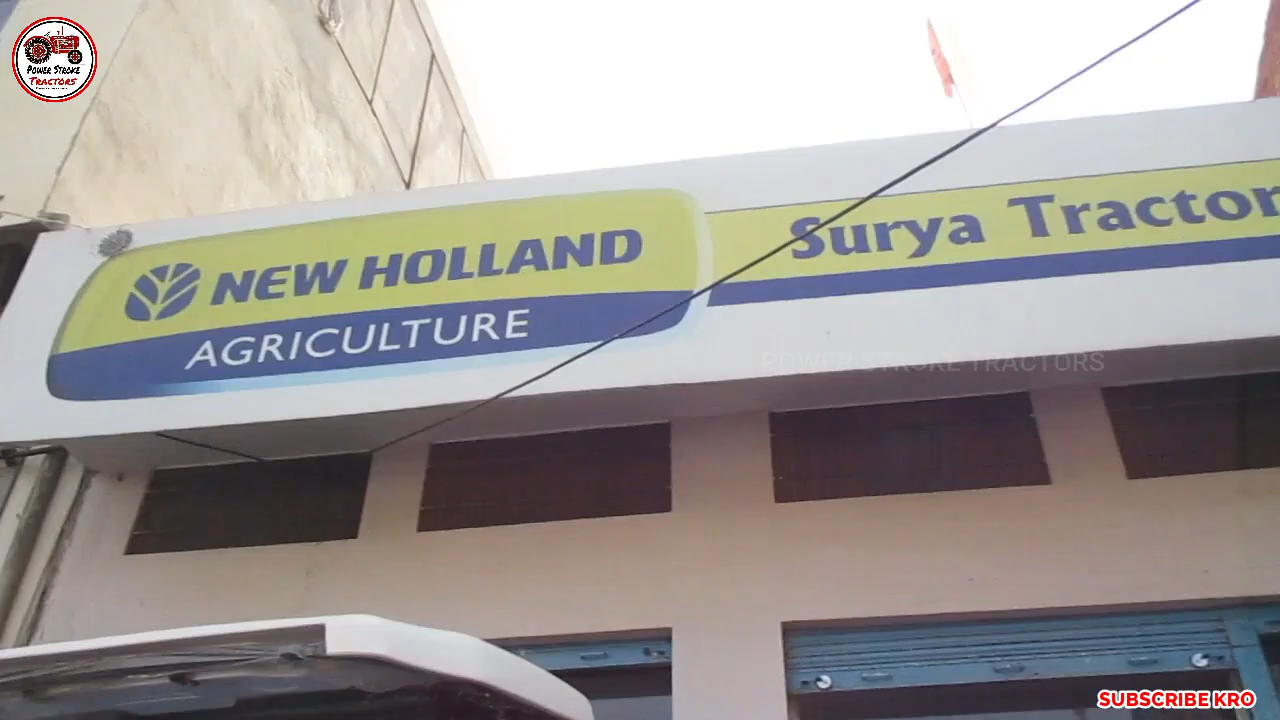 POWER STROKE
TRACTORS
NEW HOLLAND
AGRICULTURE
Surya Tractor
POWER STROKE TRACTORS
SUBSCRIBE KRO